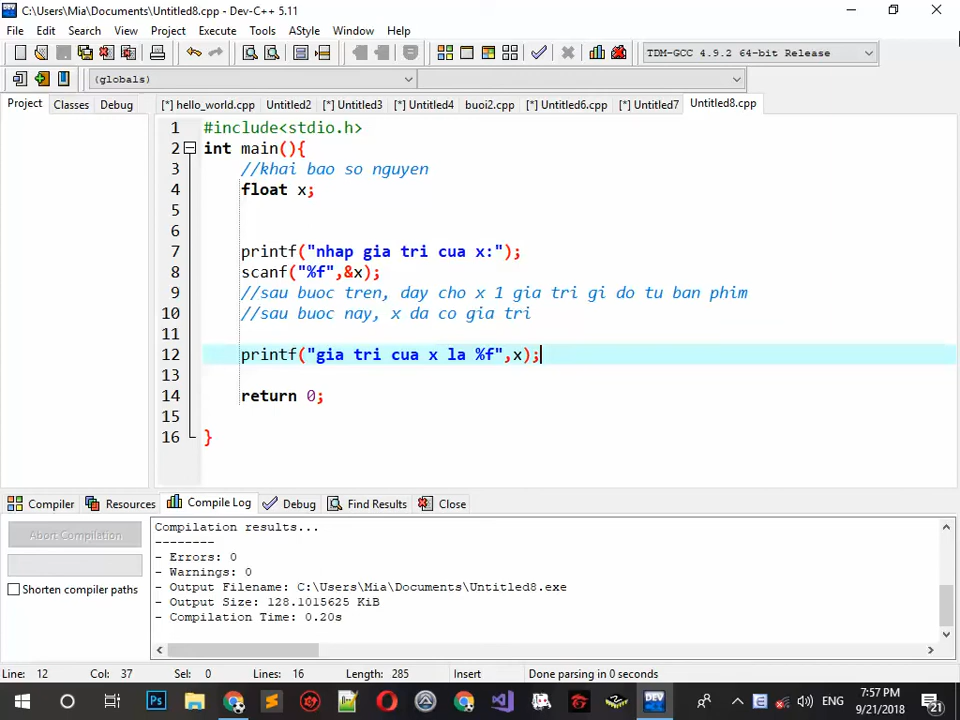 C:\Users\Mia\Documents\Untitled8.cpp - Dev-C++ 5.11
File Edit Search View Project Execute Tools AStyle Window Help
TDM-GCC 4.9.2 64-bit Release
(globals)
Project Classes Debug [*] hello_world.cpp Untitled2 [*] Untitled3 [*] Untitled4 buoi2.cpp [*] Untitled6.cpp [*] Untitled7 Untitled8.cpp
1 #include<stdio.h>
2 int main(){
3 //khai bao so nguyen
4 float x;
5
6
7 printf("nhap gia tri cua x:");
8 scanf("%f",&x);
9 //sau buoc tren, day cho x 1 gia tri gi do tu ban phim
10 //sau buoc nay, x da co gia tri
11
12 printf("gia tri cua x la %f",x);
13
14 return 0;
15
16 }
Compiler Resources Compile Log Debug Find Results Close
Abort Compilation
Shorten compiler paths
Compilation results...
--------
- Errors: 0
- Warnings: 0
- Output Filename: C:\Users\Mia\Documents\Untitled8.exe
- Output Size: 128.1015625 KiB
- Compilation Time: 0.20s
Line: 12 Col: 37 Sel: 0 Lines: 16 Length: 285 Insert Done parsing in 0 seconds
Ps DEV ENG 7:57 PM
9/21/2018 21